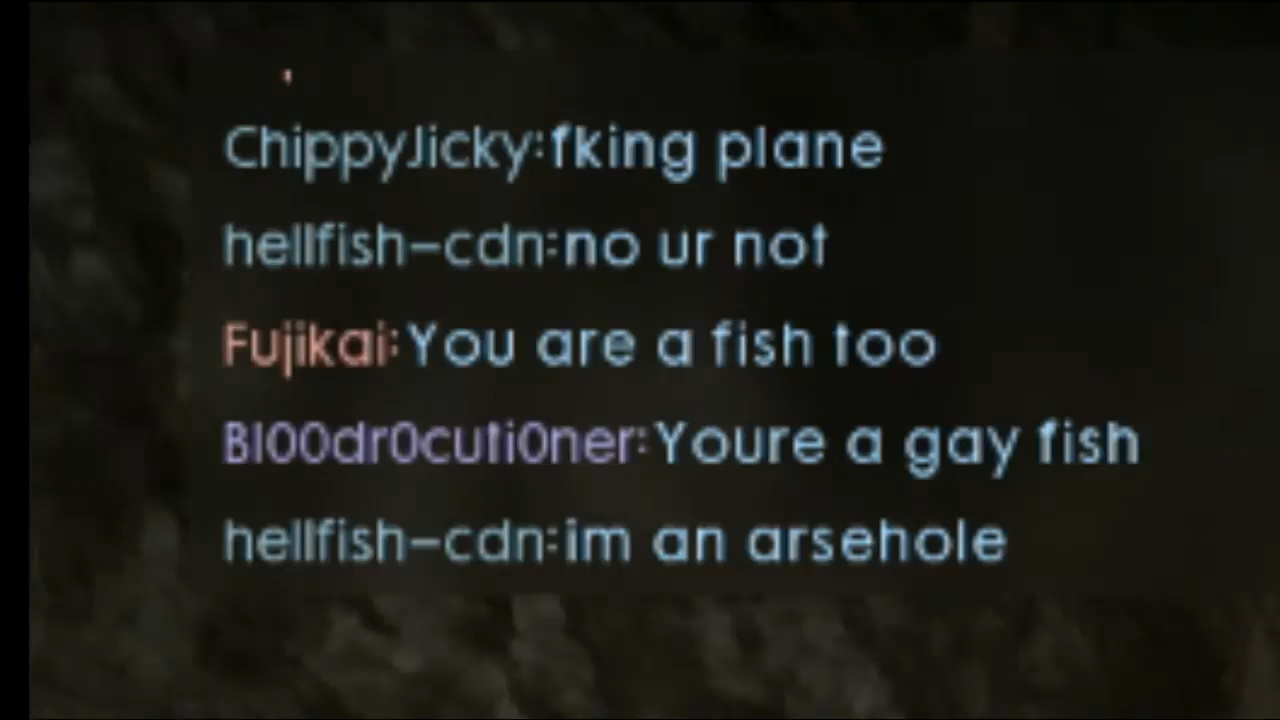 ChippyJicky:fking plane
hellfish-cdn:no ur not
Fujikai:You are a fish too
Bl00dr0cuti0ner:Youre a gay fish
hellfish-cdn:im an arsehole